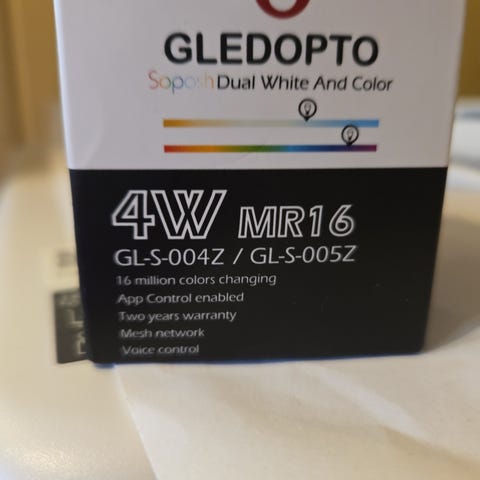 GLEDOPTO
Soposh Dual White And Color
4W MR16
GL-S-004Z / GL-S-005Z
16 million colors changing
App Control enabled
Two years warranty
Mesh network
Voice control